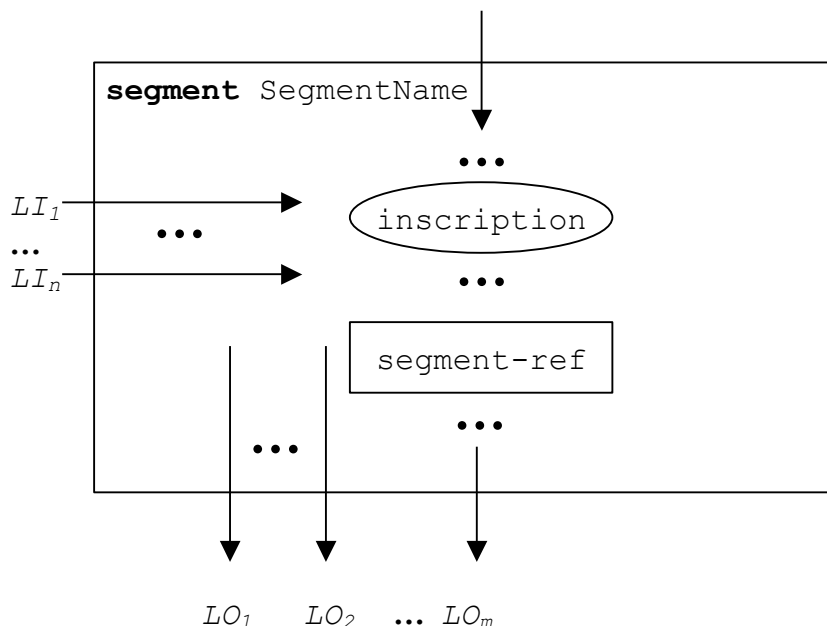 segment SegmentName
...
LI1
inscription
...
...
LIn
...
segment-ref
...
...
LO1 LO2 ... LOm